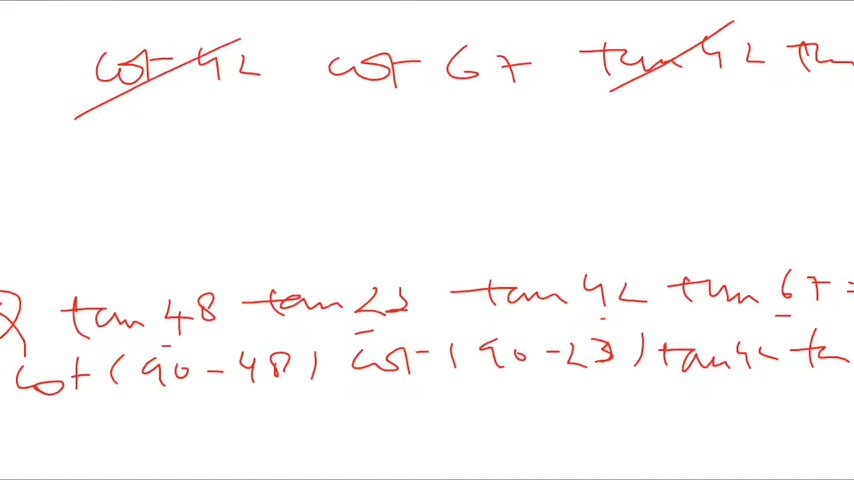 cot 42 cot 67 tan 42 tan
Q tan 48 tan 23 tan 42 tan 67 =
cot (90 - 48) cot (90 - 23) tan 42 tan